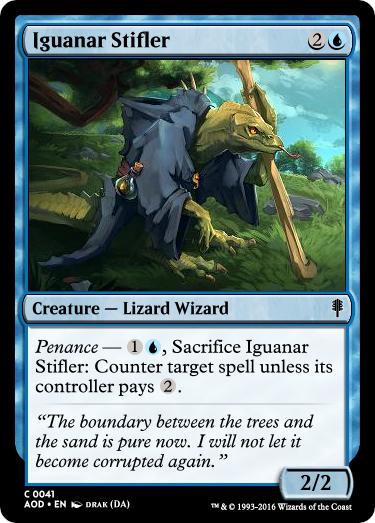 Iguanar Stifler 2
Creature — Lizard Wizard
Penance — 1 , Sacrifice Iguanar
Stifler: Counter target spell unless its
controller pays 2 .
“The boundary between the trees and
the sand is pure now. I will not let it
become corrupted again.”
2/2
C 0041
AOD • EN DRAK (DA)
™ & © 1993-2016 Wizards of the Coast